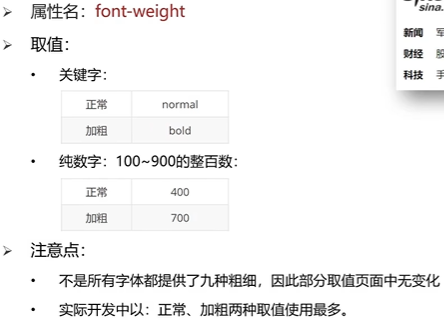 ➢ 属性名：font-weight
➢ 取值：
• 关键字：
正常 normal
加粗 bold
• 纯数字：100~900的整百数：
正常 400
加粗 700
➢ 注意点：
• 不是所有字体都提供了九种粗细，因此部分取值页面中无变化
• 实际开发中以：正常、加粗两种取值使用最多。
sina.
新闻 军
财经 股
科技 手